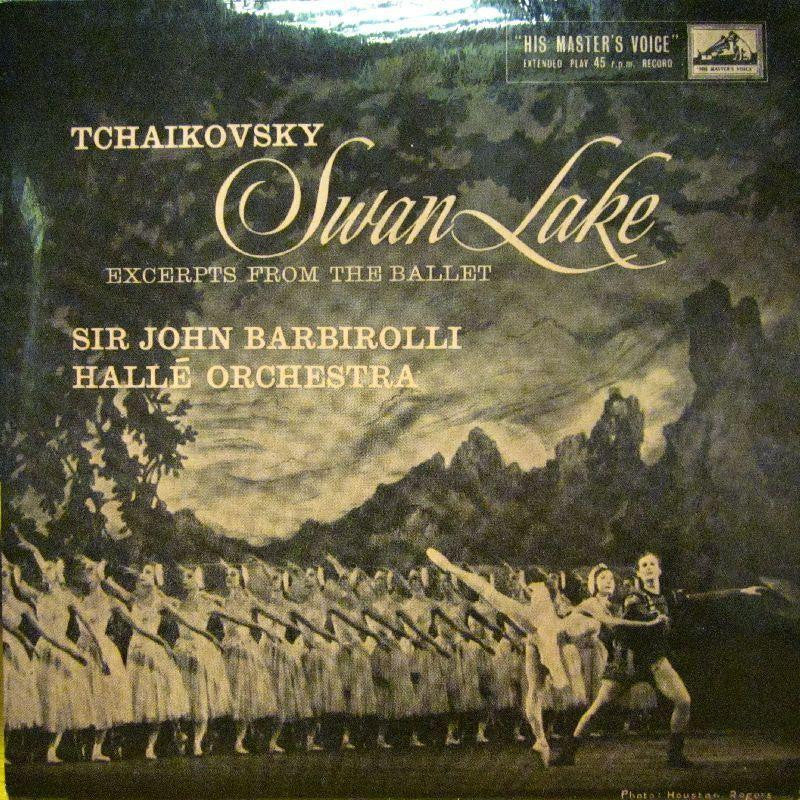 "HIS MASTER'S VOICE"
EXTENDED PLAY 45 r.p.m. RECORD
"HIS MASTER'S VOICE"
TCHAIKOVSKY
Swan Lake
EXCERPTS FROM THE BALLET
SIR JOHN BARBIROLLI
HALLÉ ORCHESTRA
Photo: Houston Rogers